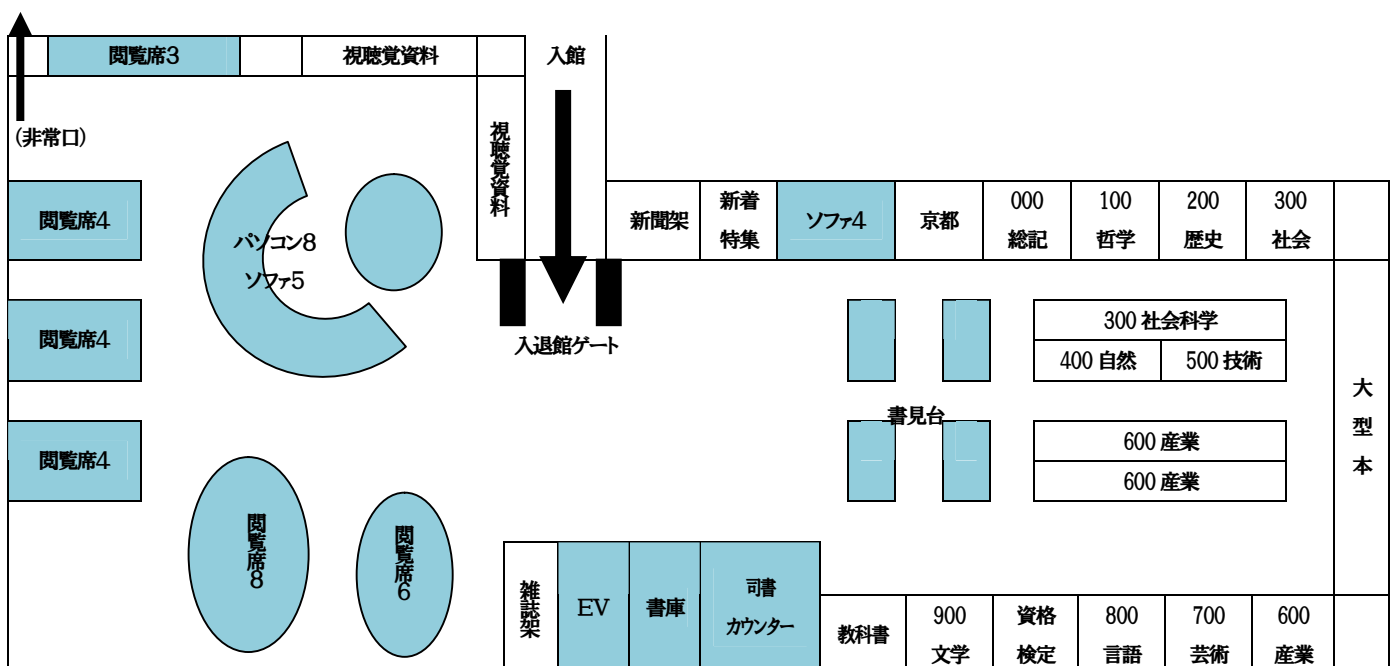 閲覧席3
視聴覚資料
入館
(非常口)
視聴覚資料
閲覧席4
パソコン8
ソファ5
新聞架
新着
特集
ソファ4
京都
000
総記
100
哲学
200
歴史
300
社会
閲覧席4
入退館ゲート
300 社会科学
400 自然
500 技術
大型本
書見台
閲覧席4
600 産業
600 産業
閲覧席8
閲覧席6
雑誌架
EV
書庫
司書
カウンター
教科書
900
文学
資格
検定
800
言語
700
芸術
600
産業